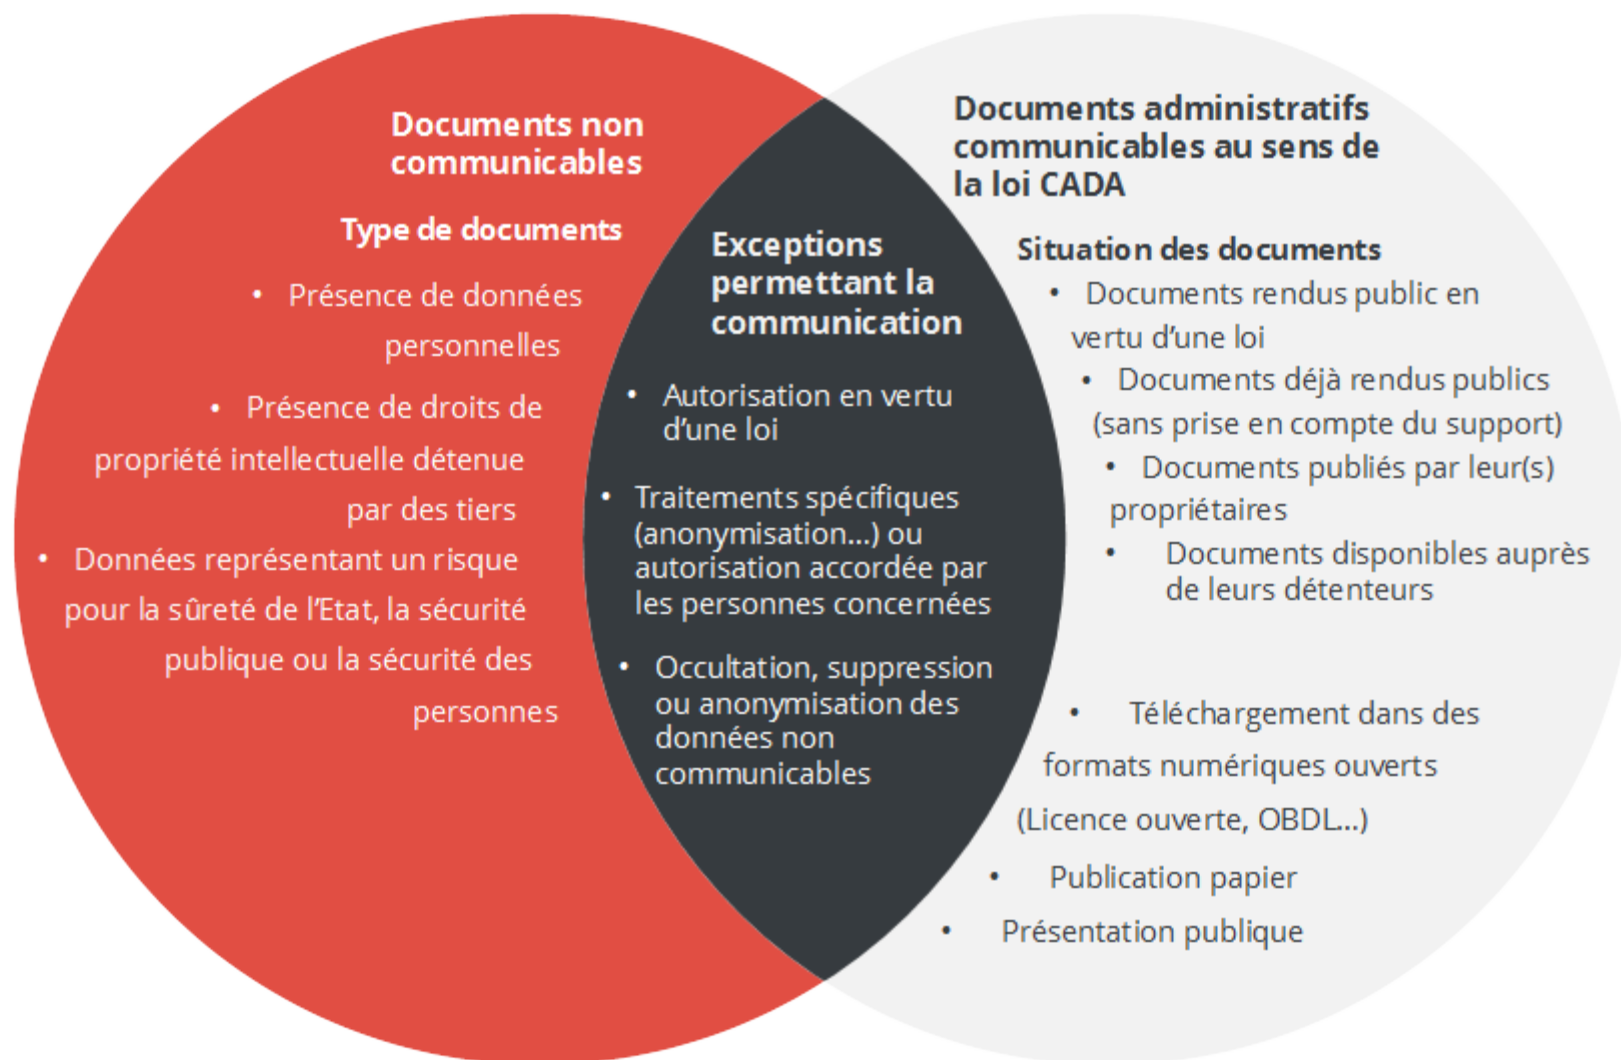 Documents non
communicables
Type de documents
• Présence de données
personnelles
• Présence de droits de
propriété intellectuelle détenue
par des tiers
• Données représentant un risque
pour la sûreté de l'Etat, la sécurité
publique ou la sécurité des
personnes
Exceptions
permettant la
communication
• Autorisation en vertu
d'une loi
• Traitements spécifiques
(anonymisation...) ou
autorisation accordée par
les personnes concernées
• Occultation, suppression
ou anonymisation des
données non
communicables
Documents administratifs
communicables au sens de
la loi CADA
Situation des documents
• Documents rendus public en
vertu d'une loi
• Documents déjà rendus publics
(sans prise en compte du support)
• Documents publiés par leur(s)
propriétaires
• Documents disponibles auprès
de leurs détenteurs
• Téléchargement dans des
formats numériques ouverts
(Licence ouverte, OBDL...)
• Publication papier
• Présentation publique